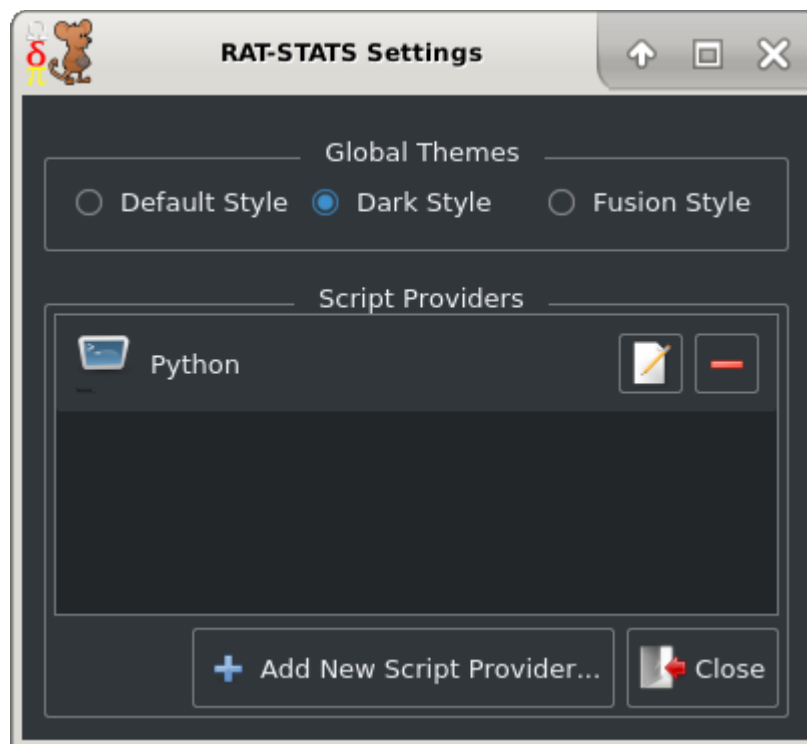 δ
π
RAT-STATS Settings
Global Themes
Default Style Dark Style Fusion Style
Script Providers
Python
Add New Script Provider...
Close